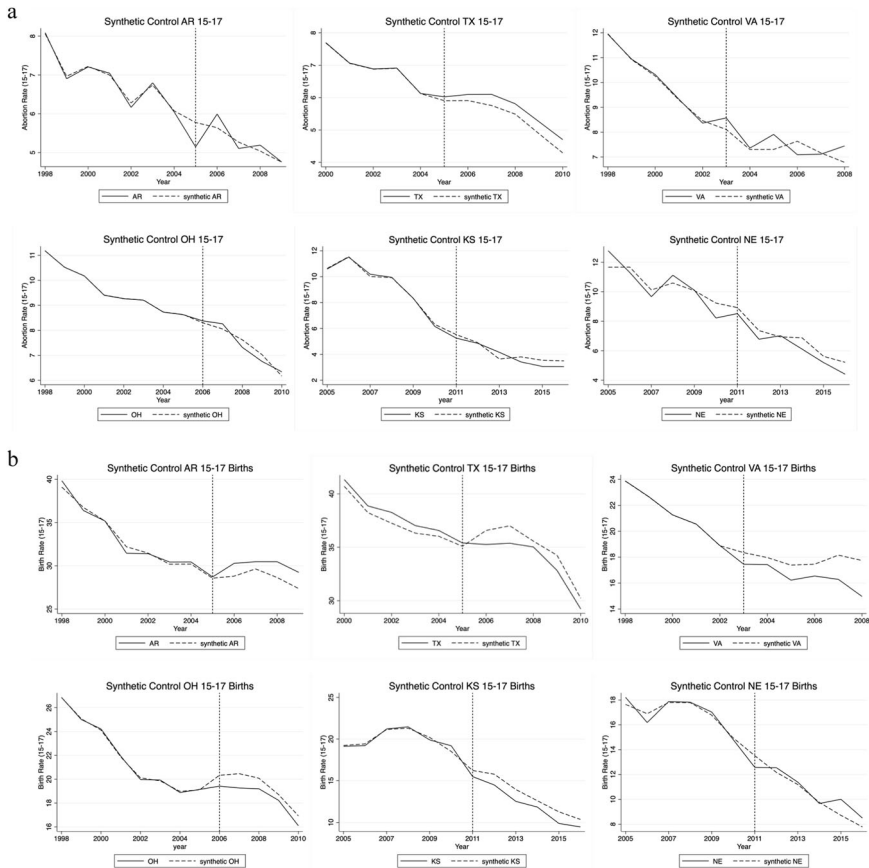 a
Synthetic Control AR 15-17
Abortion Rate (15-17)
8
7
6
5
1998 2000 2002 2004 2006 2008
Year
AR synthetic AR
Synthetic Control TX 15-17
Abortion Rate (15-17)
8
7
6
5
4
2000 2002 2004 2006 2008 2010
Year
TX synthetic TX
Synthetic Control VA 15-17
Abortion Rate (15-17)
12
11
10
9
8
7
1998 2000 2002 2004 2006 2008
Year
VA synthetic VA
Synthetic Control OH 15-17
Abortion Rate (15-17)
11
10
9
8
7
6
1998 2000 2002 2004 2006 2008 2010
Year
OH synthetic OH
Synthetic Control KS 15-17
Abortion Rate (15-17)
12
10
8
6
4
2
2005 2007 2009 2011 2013 2015
year
KS synthetic KS
Synthetic Control NE 15-17
Abortion Rate (15-17)
12
10
8
6
4
2005 2007 2009 2011 2013 2015
year
NE synthetic NE
b
Synthetic Control AR 15-17 Births
Birth Rate (15-17)
40
35
30
25
1998 2000 2002 2004 2006 2008
Year
AR synthetic AR
Synthetic Control TX 15-17 Births
Birth Rate (15-17)
40
35
30
2000 2002 2004 2006 2008 2010
Year
TX synthetic TX
Synthetic Control VA 15-17 Births
Birth Rate (15-17)
24
22
20
18
16
14
1998 2000 2002 2004 2006 2008
Year
VA synthetic VA
Synthetic Control OH 15-17 Births
Birth Rate (15-17)
26
24
22
20
18
16
1998 2000 2002 2004 2006 2008 2010
year
OH synthetic OH
Synthetic Control KS 15-17 Births
Birth Rate (15-17)
25
20
15
10
2005 2007 2009 2011 2013 2015
Year
KS synthetic KS
Synthetic Control NE 15-17 Births
Birth Rate (15-17)
18
16
14
12
10
8
2005 2007 2009 2011 2013 2015
Year
NE synthetic NE